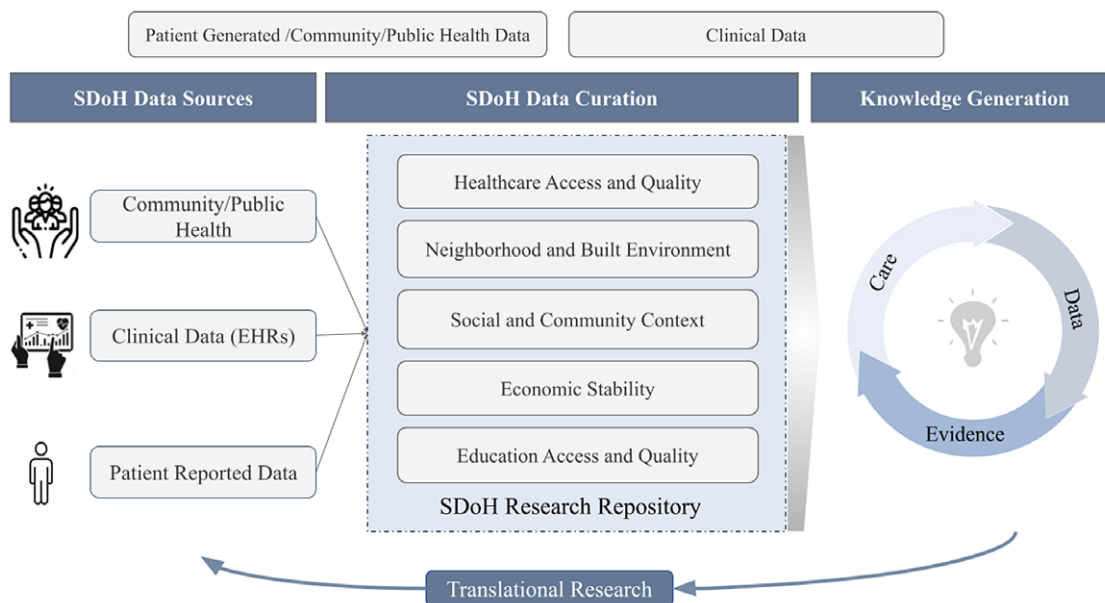 Patient Generated /Community/Public Health Data
Clinical Data
SDoH Data Sources
SDoH Data Curation
Knowledge Generation
Community/Public
Health
Clinical Data (EHRs)
Patient Reported Data
Healthcare Access and Quality
Neighborhood and Built Environment
Social and Community Context
Economic Stability
Education Access and Quality
SDoH Research Repository
Care
Data
Evidence
Translational Research